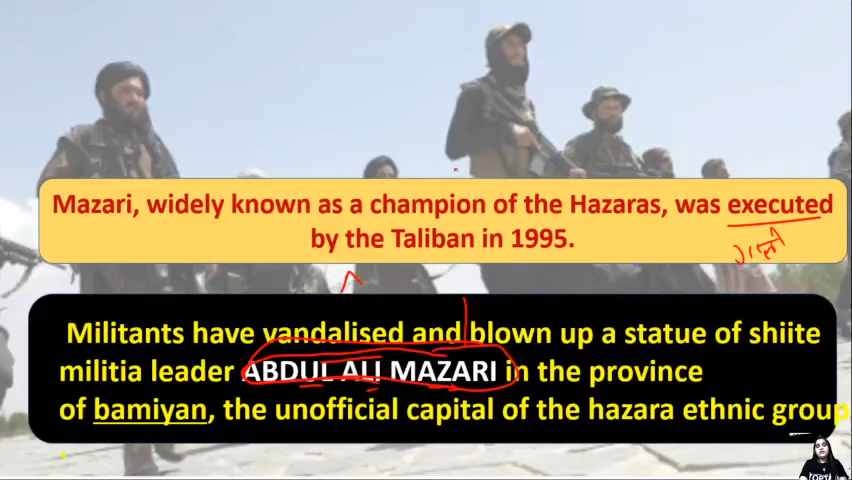 Mazari, widely known as a champion of the Hazaras, was executed
by the Taliban in 1995.
Militants have vandalised and blown up a statue of shiite
militia leader ABDUL ALI MAZARI in the province
of bamiyan, the unofficial capital of the hazara ethnic group